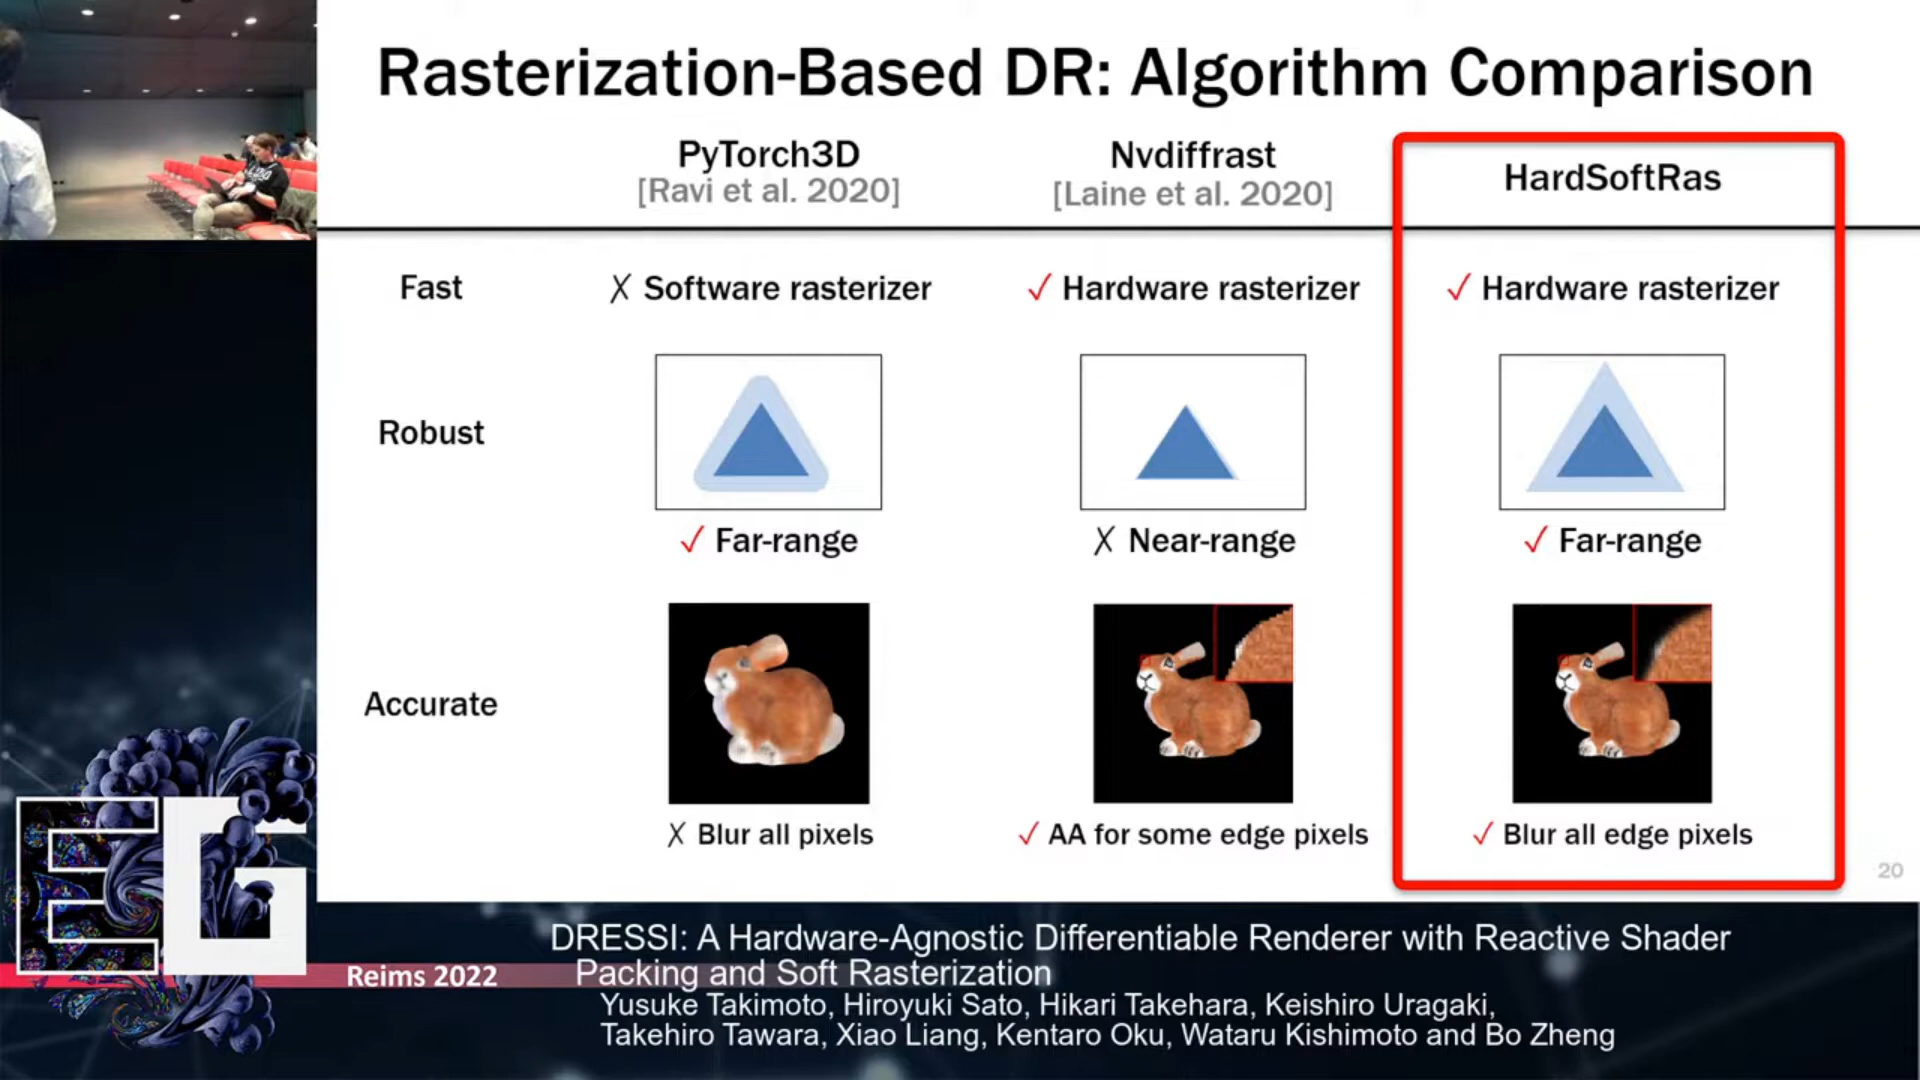 Rasterization-Based DR: Algorithm Comparison
PyTorch3D
[Ravi et al. 2020]
Nvdiffrast
[Laine et al. 2020]
HardSoftRas
Fast
✗ Software rasterizer
✓ Hardware rasterizer
✓ Hardware rasterizer
Robust
✓ Far-range
✗ Near-range
✓ Far-range
Accurate
✗ Blur all pixels
✓ AA for some edge pixels
✓ Blur all edge pixels
20
EG
Reims 2022
DRESSI: A Hardware-Agnostic Differentiable Renderer with Reactive Shader
Packing and Soft Rasterization
Yusuke Takimoto, Hiroyuki Sato, Hikari Takehara, Keishiro Uragaki,
Takehiro Tawara, Xiao Liang, Kentaro Oku, Wataru Kishimoto and Bo Zheng